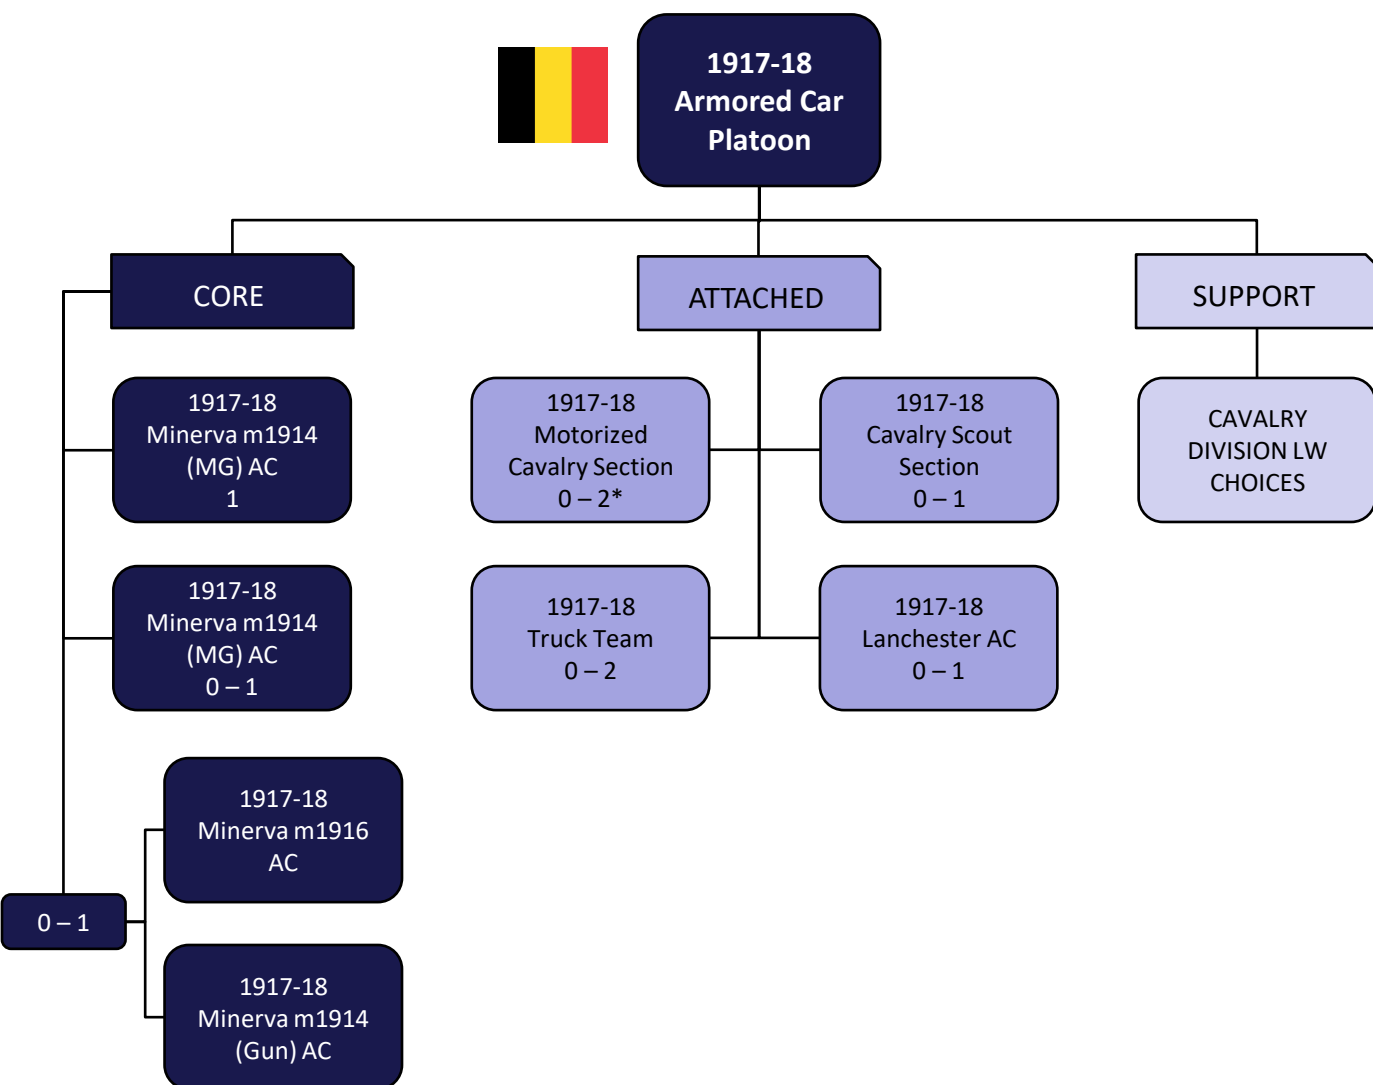 1917-18
Armored Car
Platoon
CORE
ATTACHED
SUPPORT
1917-18
Minerva m1914
(MG) AC
1
1917-18
Motorized
Cavalry Section
0 – 2*
1917-18
Cavalry Scout
Section
0 – 1
CAVALRY
DIVISION LW
CHOICES
1917-18
Minerva m1914
(MG) AC
0 – 1
1917-18
Truck Team
0 – 2
1917-18
Lanchester AC
0 – 1
1917-18
Minerva m1916
AC
0 – 1
1917-18
Minerva m1914
(Gun) AC